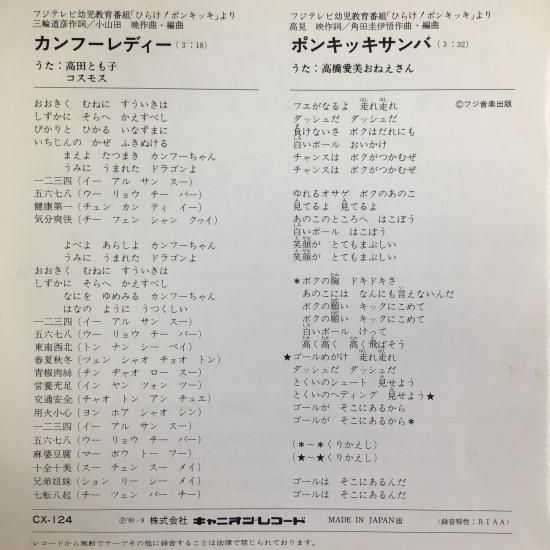 フジテレビ幼児教育番組「ひらけ!ポンキッキ」より
三輪道彦作詞/小山田 暁作曲・編曲
カンフーレディー(3:18)
うた:高田とも子
コスモス
おおきく むねに すういきは
しずかに そらへ かえすべし
ぴかりと ひかる いなずまに
いちじんの かぜ ふきぬける
まえよ たつまき カンフーちゃん
うみに うまれた ドラゴンよ
一二三四(イー アル サン スー)
五六七八(ウー リョウ チー パー)
健康第一(チェン カン ティ イー)
気分爽快(チー フェン シャン クヮイ)
よべよ あらしよ カンフーちゃん
うみに うまれた ドラゴンよ
おおきく むねに すういきは
しずかに そらへ かえすべし
なにを ゆめみる カンフーちゃん
はなの ように うつくしい
一二三四(イー アル サン スー)
五六七八(ウー リョウ チー パー)
東南西北(トン ナン シー ペイ)
春夏秋冬(ツェン シャオ チョオ トン)
青椒肉絲(チン ヂャオ ロー スー)
営養充足(イン ヤン ツォン ツー)
交通安全(チャオ トン アン チュエ)
用火小心(ヨン ホア シャオ シン)
一二三四(イー アル サン スー)
五六七八(ウー リョウ チー パー)
麻婆豆腐(マー ボウ トー フー)
十全十美(スー チェン スー メイ)
兄弟姐妹(ション リー シー メイ)
七転八起(チー ツェン パー チー)
フジテレビ幼児教育番組「ひらけ!ポンキッキ」より
高見 映作詞/角田圭伊悟作曲・編曲
ポンキッキサンバ(3:32)
うた:高橋愛美おねえさん
フエがなるよ 走れ走れ
©フジ音楽出版
ダッシュだ ダッシュだ
負けないさ ボクはだれにも
白いボール おいかけ
チャンスは ボクがつかむぜ
チャンスは ボクがつかむぜ
ゆれるオサゲ ボクのあのこ
見てるよ 見てるよ
あのこのところへ はこぼう
白いボール はこぼう
笑顔が とてもまぶしい
笑顔が とてもまぶしい
*ボクの胸 ドキドキさ
あのこには なんにも言えないんだ
ボクの願い キックにこめて
ボクの願い キックにこめて
白いボール けって
高く高く 高く飛ばそう
★ゴールめがけ 走れ走れ
ダッシュだ ダッシュだ
とくいのシュート 見せよう
とくいのヘディング 見せよう★
ゴールが そこにあるから
ゴールが そこにあるから*
(*~*くりかえし)
(★~★くりかえし)
ゴールは そこにあるんだ
ゴールは そこにあるんだ
CX-124
Ⓟ'80・9 株式会社 キャニオン・レコード
MADE IN JAPAN
(録音特性:RIAA)
レコードから無断でテープその他に録音することは法律で禁じられております。